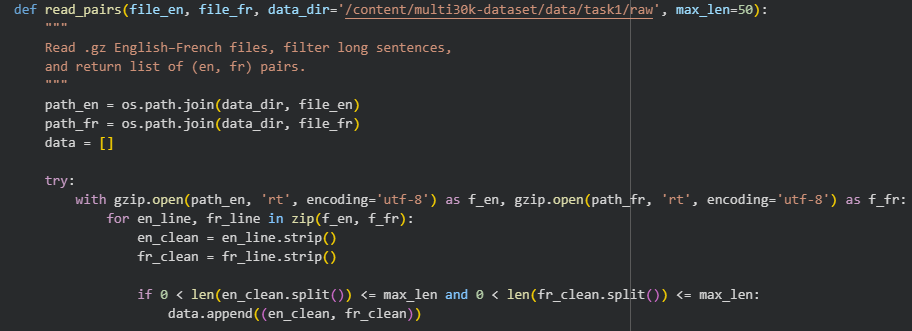 def read_pairs(file_en, file_fr, data_dir='/content/multi30k-dataset/data/task1/raw', max_len=50):
    """
    Read .gz English–French files, filter long sentences,
    and return list of (en, fr) pairs.
    """
    path_en = os.path.join(data_dir, file_en)
    path_fr = os.path.join(data_dir, file_fr)
    data = []

    try:
        with gzip.open(path_en, 'rt', encoding='utf-8') as f_en, gzip.open(path_fr, 'rt', encoding='utf-8') as f_fr:
            for en_line, fr_line in zip(f_en, f_fr):
                en_clean = en_line.strip()
                fr_clean = fr_line.strip()

                if 0 < len(en_clean.split()) <= max_len and 0 < len(fr_clean.split()) <= max_len:
                    data.append((en_clean, fr_clean))